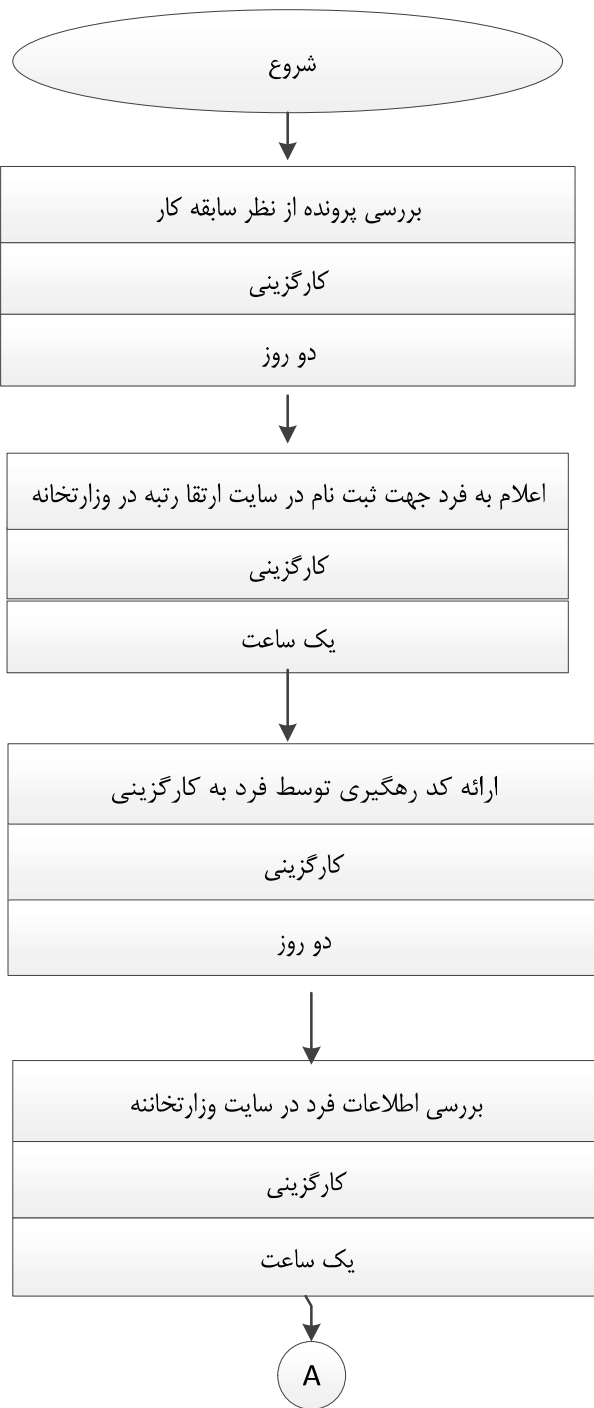 شروع
بررسی پرونده از نظر سابقه کار
کارگزینی
دو روز
اعلام به فرد جهت ثبت نام در سایت ارتقا رتبه در وزارتخانه
کارگزینی
یک ساعت
ارائه کد رهگیری توسط فرد به کارگزینی
کارگزینی
دو روز
بررسی اطلاعات فرد در سایت وزارتخاننه
کارگزینی
یک ساعت
A